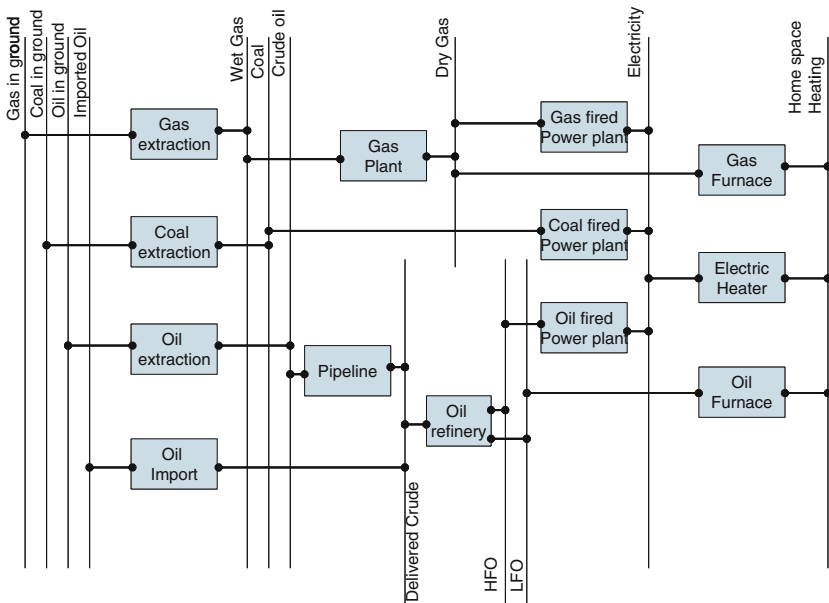 Gas in ground
Coal in ground
Oil in ground
Imported Oil
Wet Gas
Coal
Crude oil
Dry Gas
Electricity
Home space
Heating
Gas
extraction
Gas
Plant
Gas fired
Power plant
Gas
Furnace
Coal
extraction
Coal fired
Power plant
Electric
Heater
Oil
extraction
Pipeline
Oil fired
Power plant
Oil
refinery
Oil
Furnace
Oil
Import
Delivered Crude
HFO
LFO